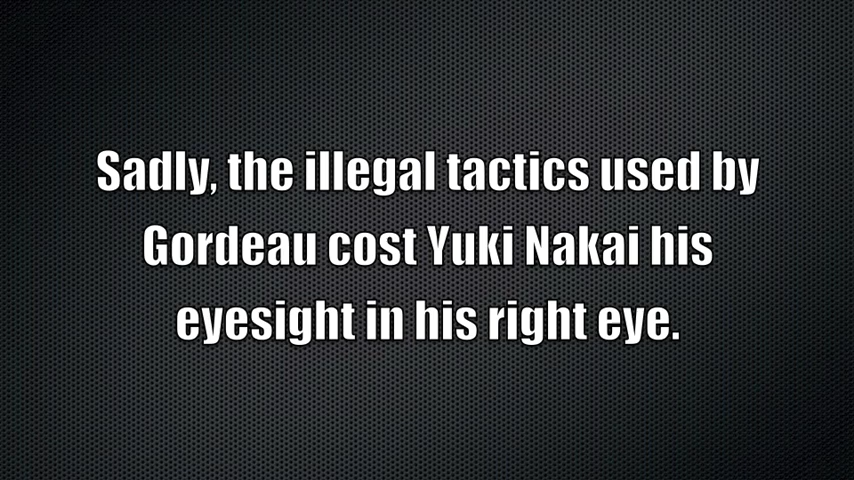 Sadly, the illegal tactics used by
Gordeau cost Yuki Nakai his
eyesight in his right eye.